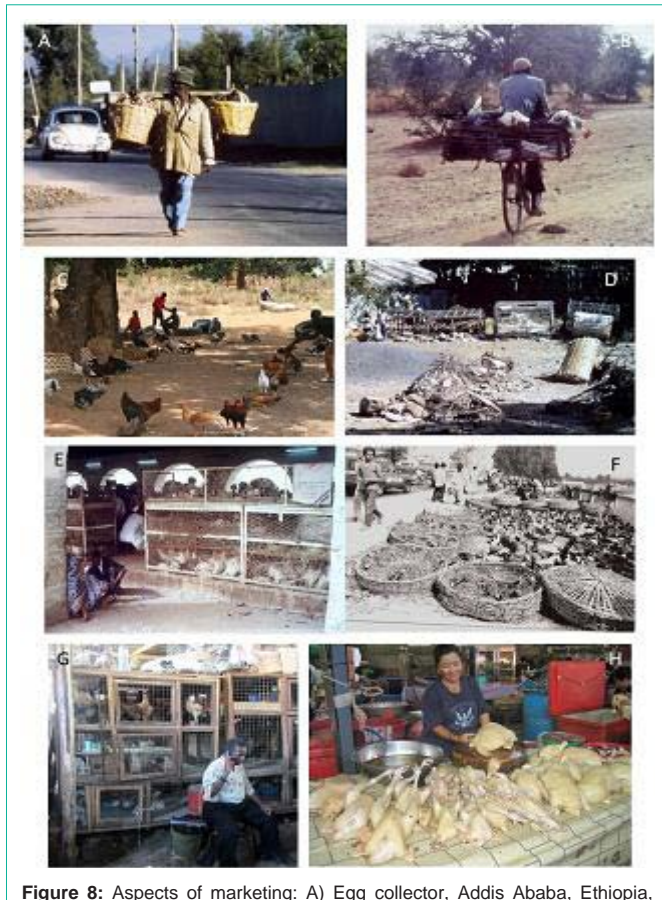 A
B
C
D
E
F
G
H
Figure 8: Aspects of marketing: A) Egg collector, Addis Ababa, Ethiopia,